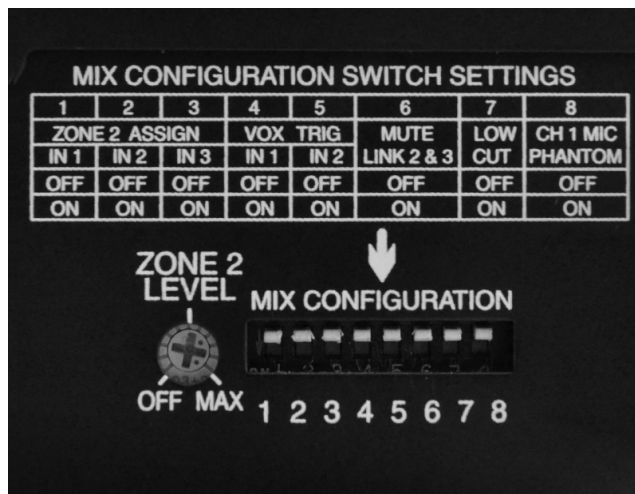 MIX CONFIGURATION SWITCH SETTINGS
1 2 3 4 5 6 7 8
ZONE 2 ASSIGN VOX TRIG MUTE LOW CH 1 MIC
IN 1 IN 2 IN 3 IN 1 IN 2 LINK 2 & 3 CUT PHANTOM
OFF OFF OFF OFF OFF OFF OFF OFF
ON ON ON ON ON ON ON ON
ZONE 2
LEVEL
MIX CONFIGURATION
OFF MAX
1 2 3 4 5 6 7 8